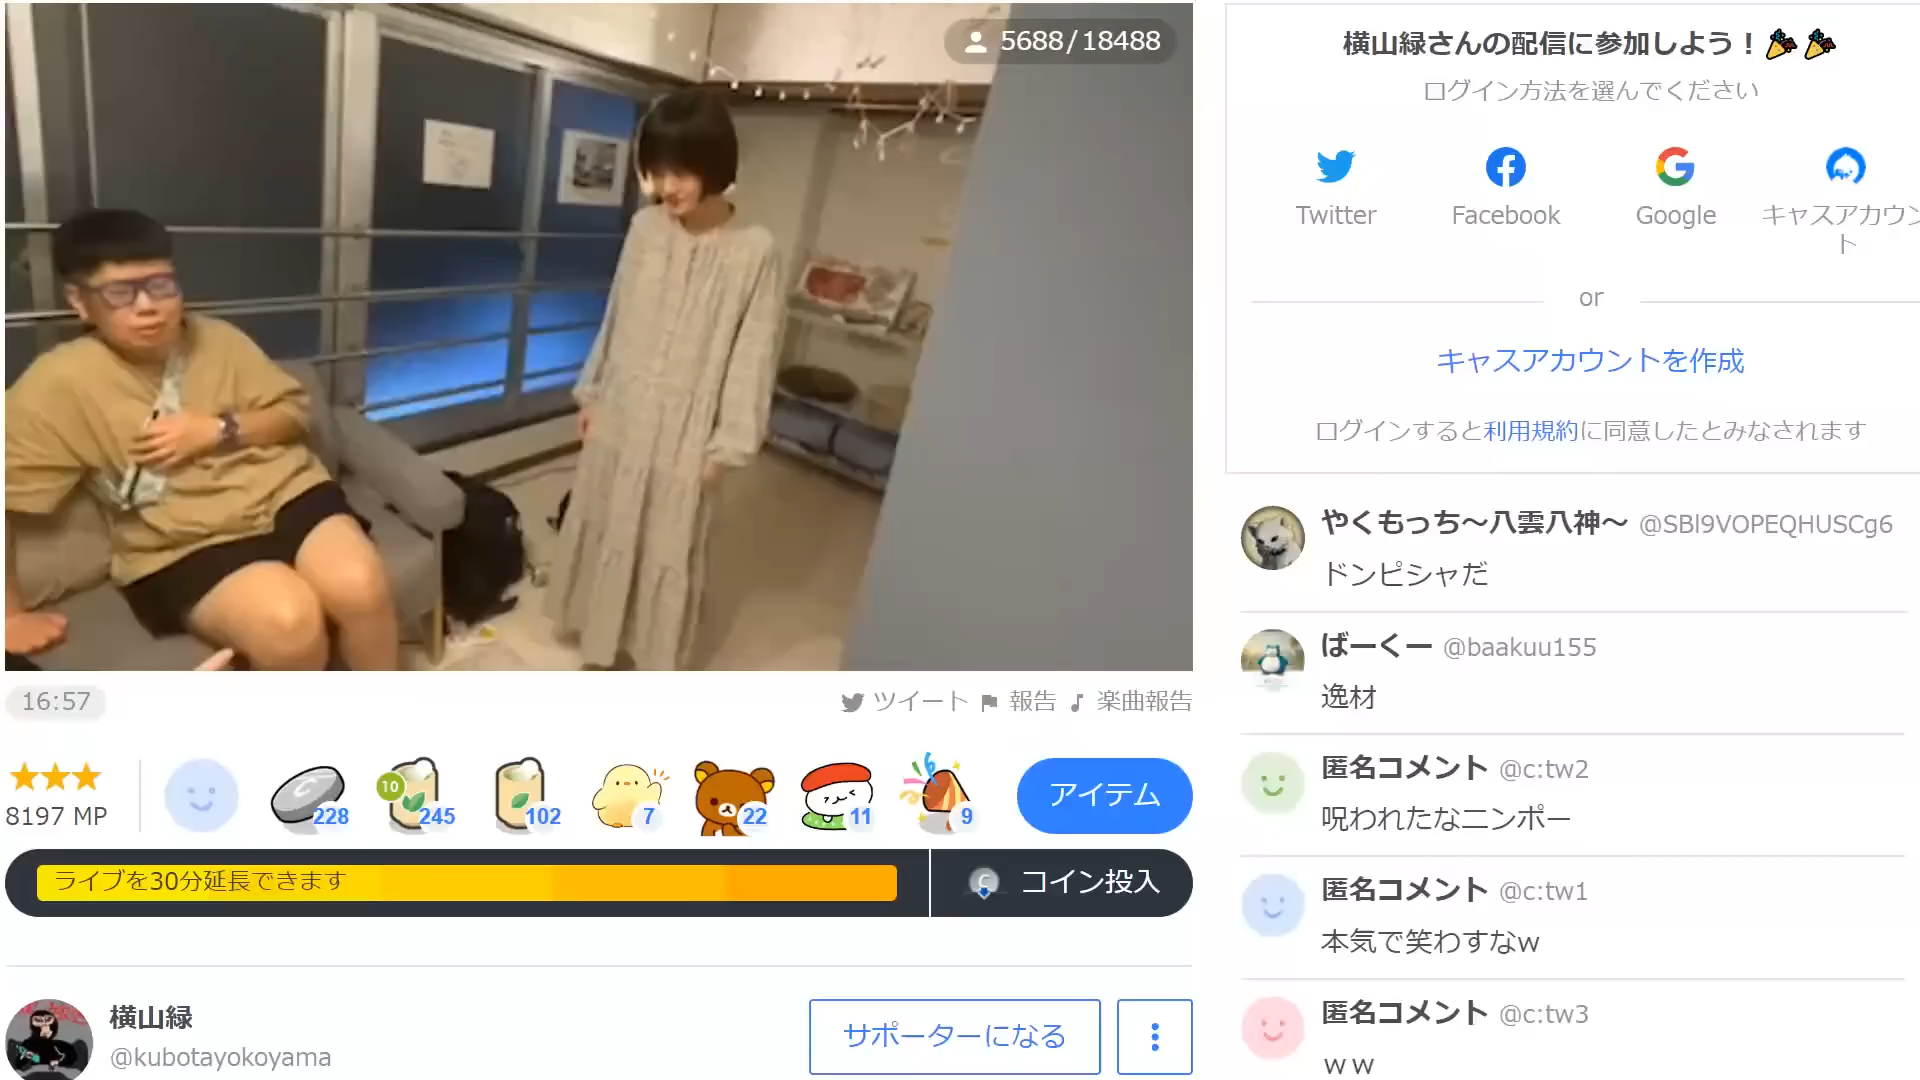 5688/18488
16:57
ツイート 報告 楽曲報告
8197 MP
228
10
245
102
7
22
11
9
アイテム
ライブを30分延長できます
コイン投入
横山緑
@kubotayokoyama
サポーターになる
横山緑さんの配信に参加しよう！
ログイン方法を選んでください
Twitter
Facebook
Google
キャスアカウン
ト
or
キャスアカウントを作成
ログインすると利用規約に同意したとみなされます
やくもっち〜八雲八神〜 @SBl9VOPEQHUSCg6
ドンピシャだ
ばーくー @baakuu155
逸材
匿名コメント @c:tw2
呪われたなニンポー
匿名コメント @c:tw1
本気で笑わすなw
匿名コメント @c:tw3
ｗｗ